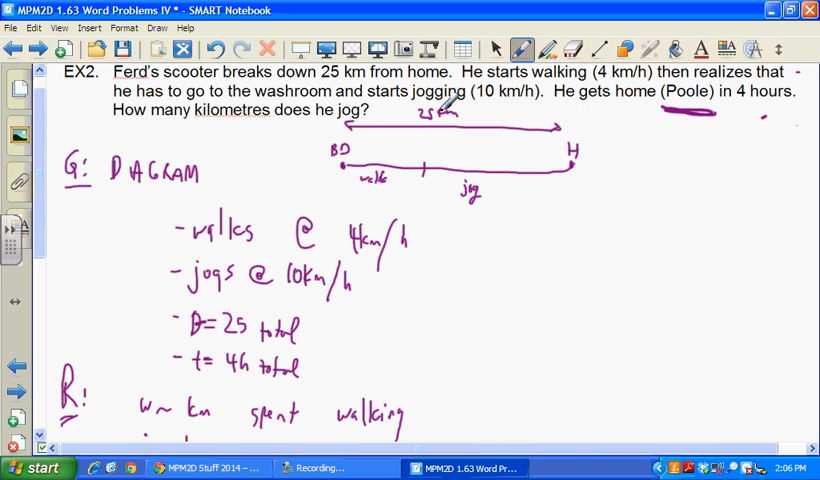 MPM2D 1.63 Word Problems IV * - SMART Notebook
File Edit View Insert Format Draw Help
EX2. Ferd's scooter breaks down 25 km from home. He starts walking (4 km/h) then realizes that
he has to go to the washroom and starts jogging (10 km/h). He gets home (Poole) in 4 hours.
How many kilometres does he jog?
25 km
BD H
G: DIAGRAM
walk
jog
- walks @ 4km/h
- jogs @ 10km/h
- D = 25 total
- t = 4h total
R:
w ~ km spent walking
start
MPM2D Stuff 2014 – ...
Recording...
MPM2D 1.63 Word Pr...
2:06 PM